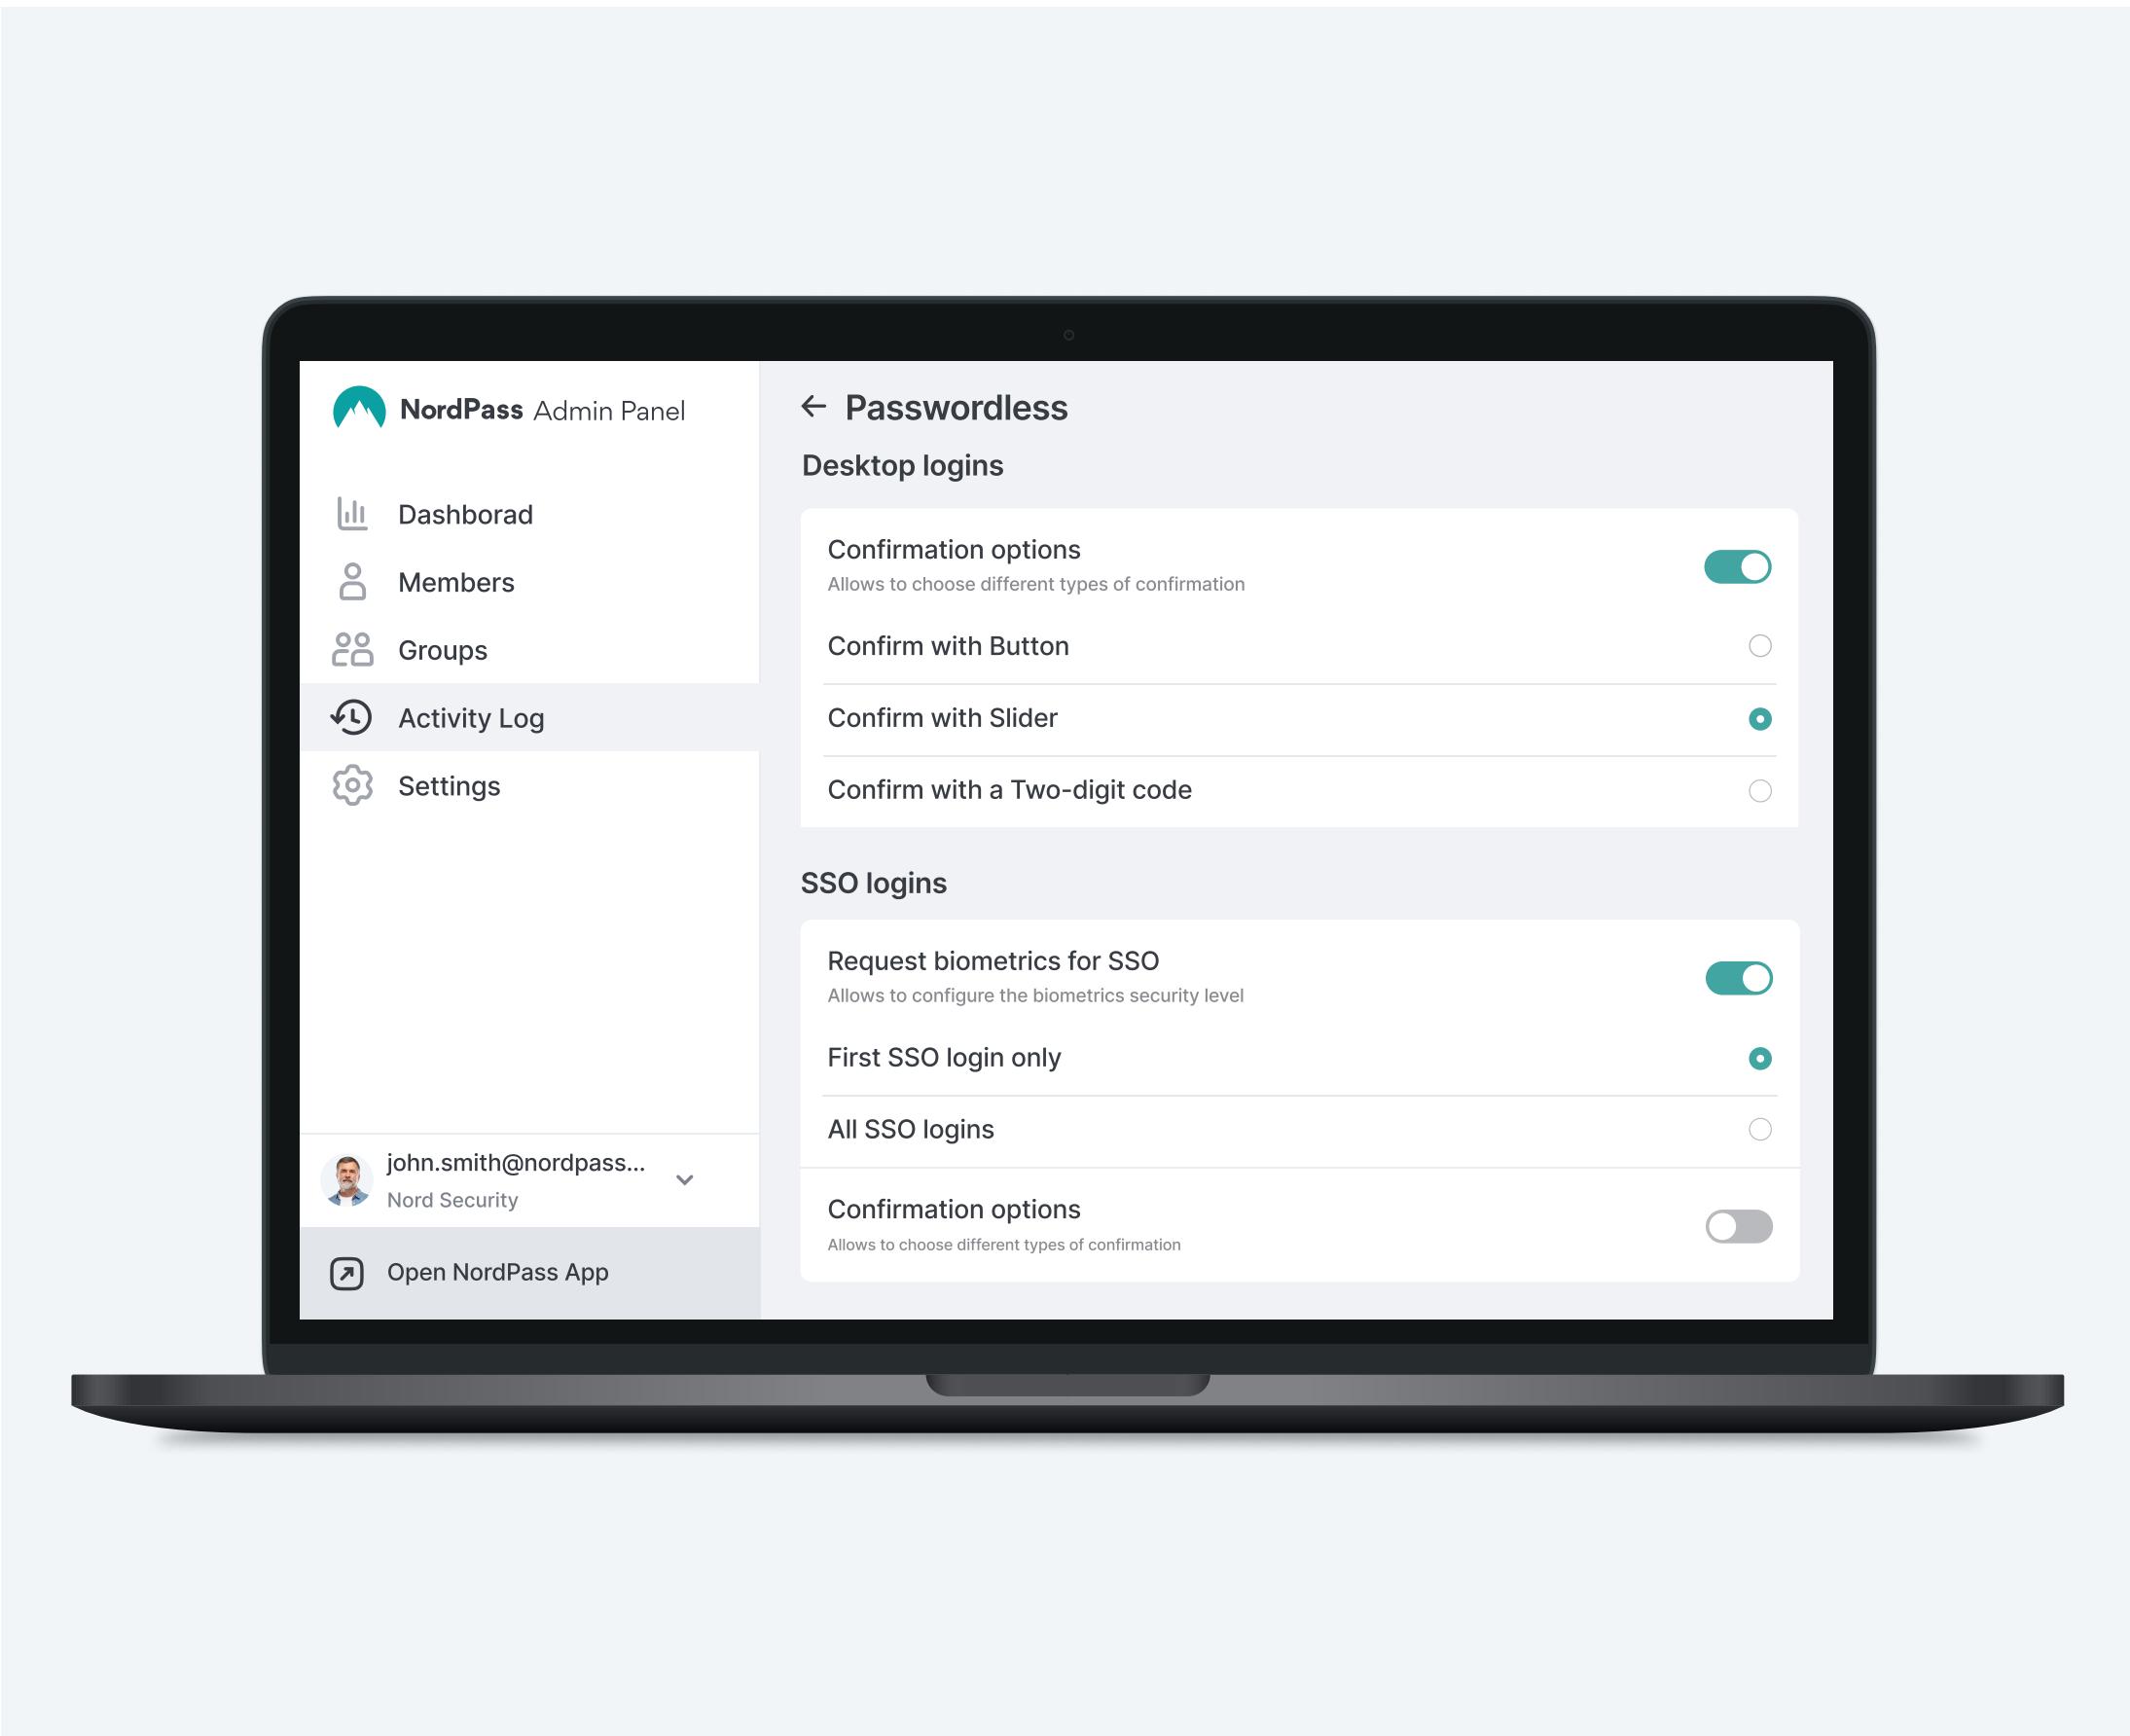 NordPass Admin Panel
Dashborad
Members
Groups
Activity Log
Settings
john.smith@nordpass...
Nord Security
Open NordPass App
Passwordless
Desktop logins
Confirmation options
Allows to choose different types of confirmation
Confirm with Button
Confirm with Slider
Confirm with a Two-digit code
SSO logins
Request biometrics for SSO
Allows to configure the biometrics security level
First SSO login only
All SSO logins
Confirmation options
Allows to choose different types of confirmation